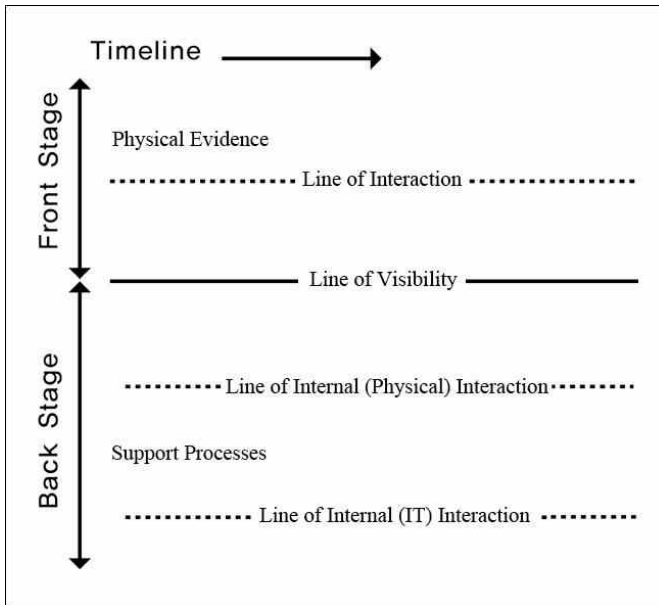 Timeline
Front Stage
Physical Evidence
Line of Interaction
Line of Visibility
Back Stage
Line of Internal (Physical) Interaction
Support Processes
Line of Internal (IT) Interaction